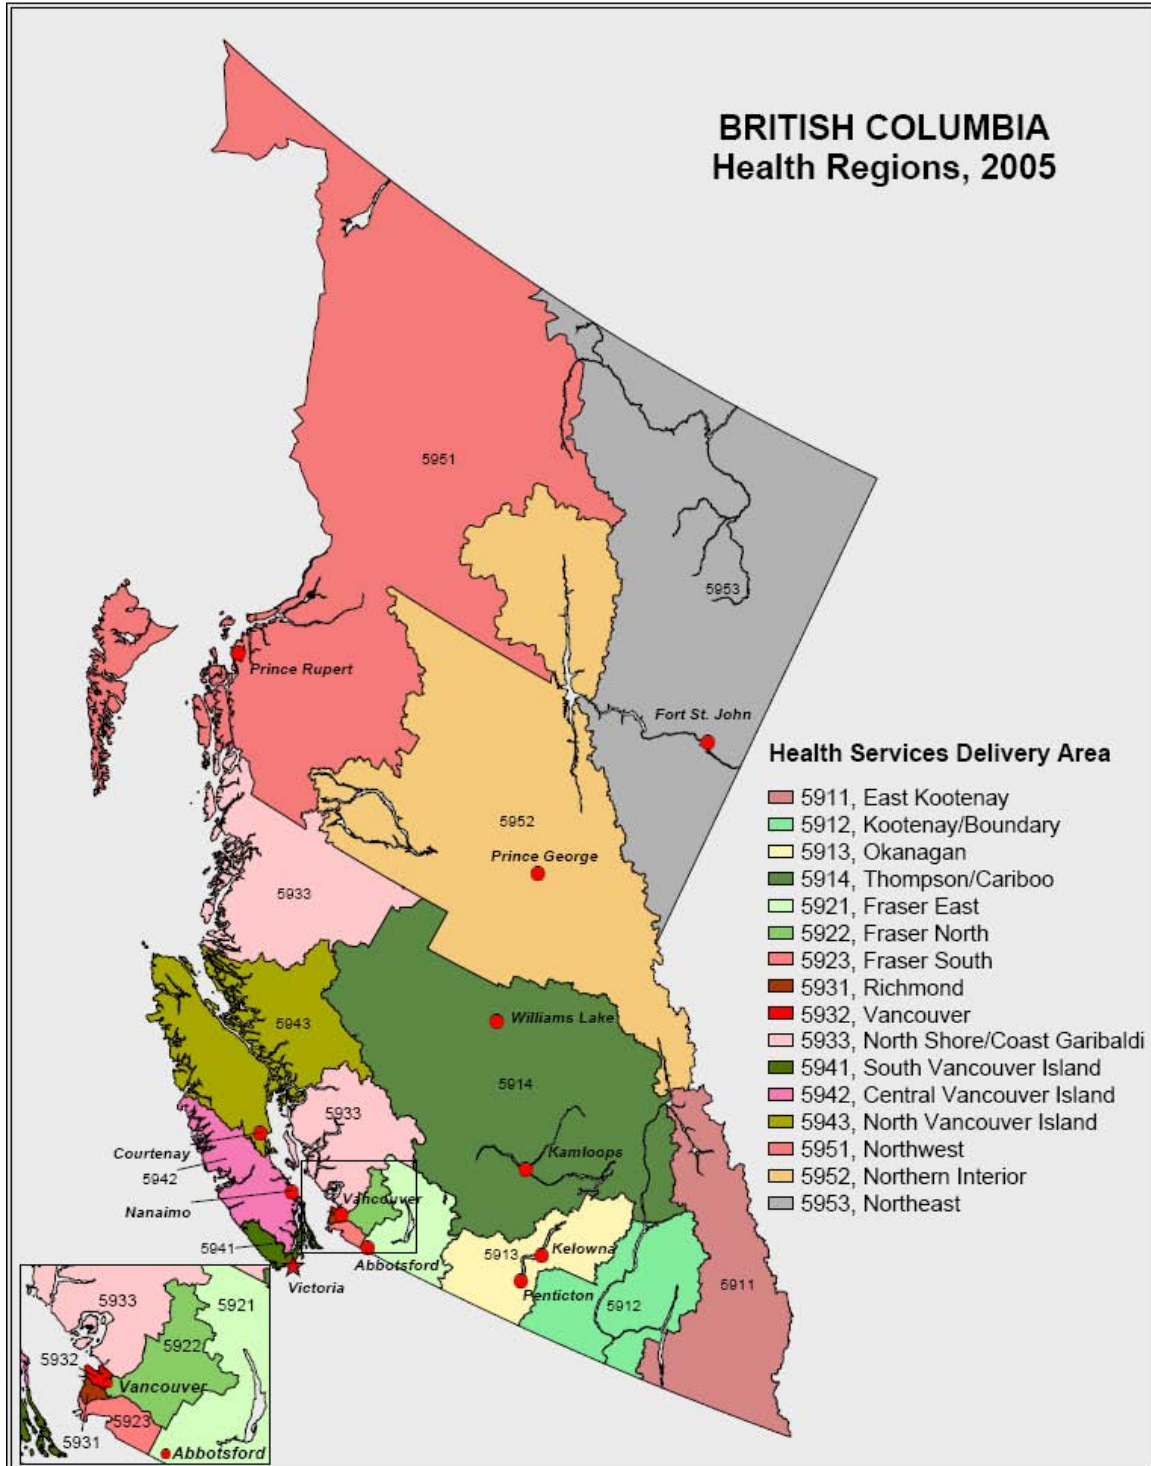 BRITISH COLUMBIA
Health Regions, 2005
5951
5953
Prince Rupert
Fort St. John
Health Services Delivery Area
5911, East Kootenay
5912, Kootenay/Boundary
5913, Okanagan
5914, Thompson/Cariboo
5921, Fraser East
5922, Fraser North
5923, Fraser South
5931, Richmond
5932, Vancouver
5933, North Shore/Coast Garibaldi
5941, South Vancouver Island
5942, Central Vancouver Island
5943, North Vancouver Island
5951, Northwest
5952, Northern Interior
5953, Northeast
5952
Prince George
5933
Williams Lake
5943
5914
5933
Courtenay
Kamloops
5942
Nanaimo
Vancouver
5941
5913
Kelowna
Abbotsford
Victoria
Penticton
5911
5912
5933
5921
5922
5932
Vancouver
5923
5931
Abbotsford